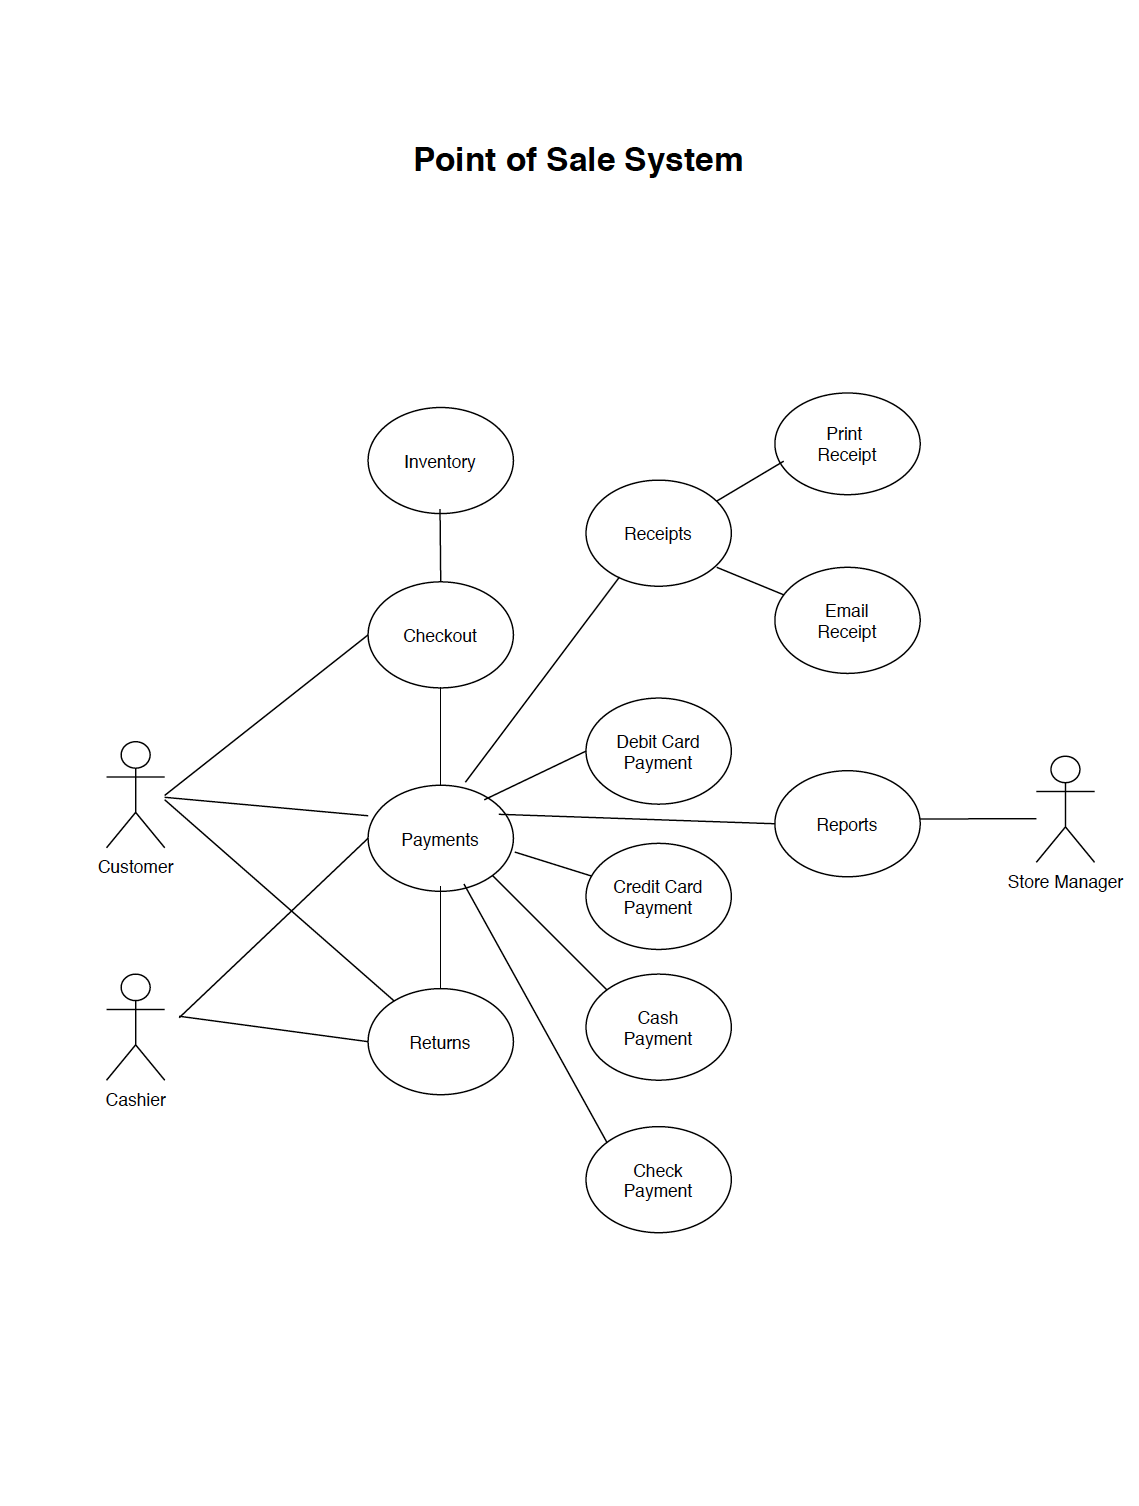 Point of Sale System
Print
Receipt
Inventory
Receipts
Email
Receipt
Checkout
Debit Card
Payment
Reports
Payments
Customer
Store Manager
Credit Card
Payment
Cash
Payment
Returns
Cashier
Check
Payment